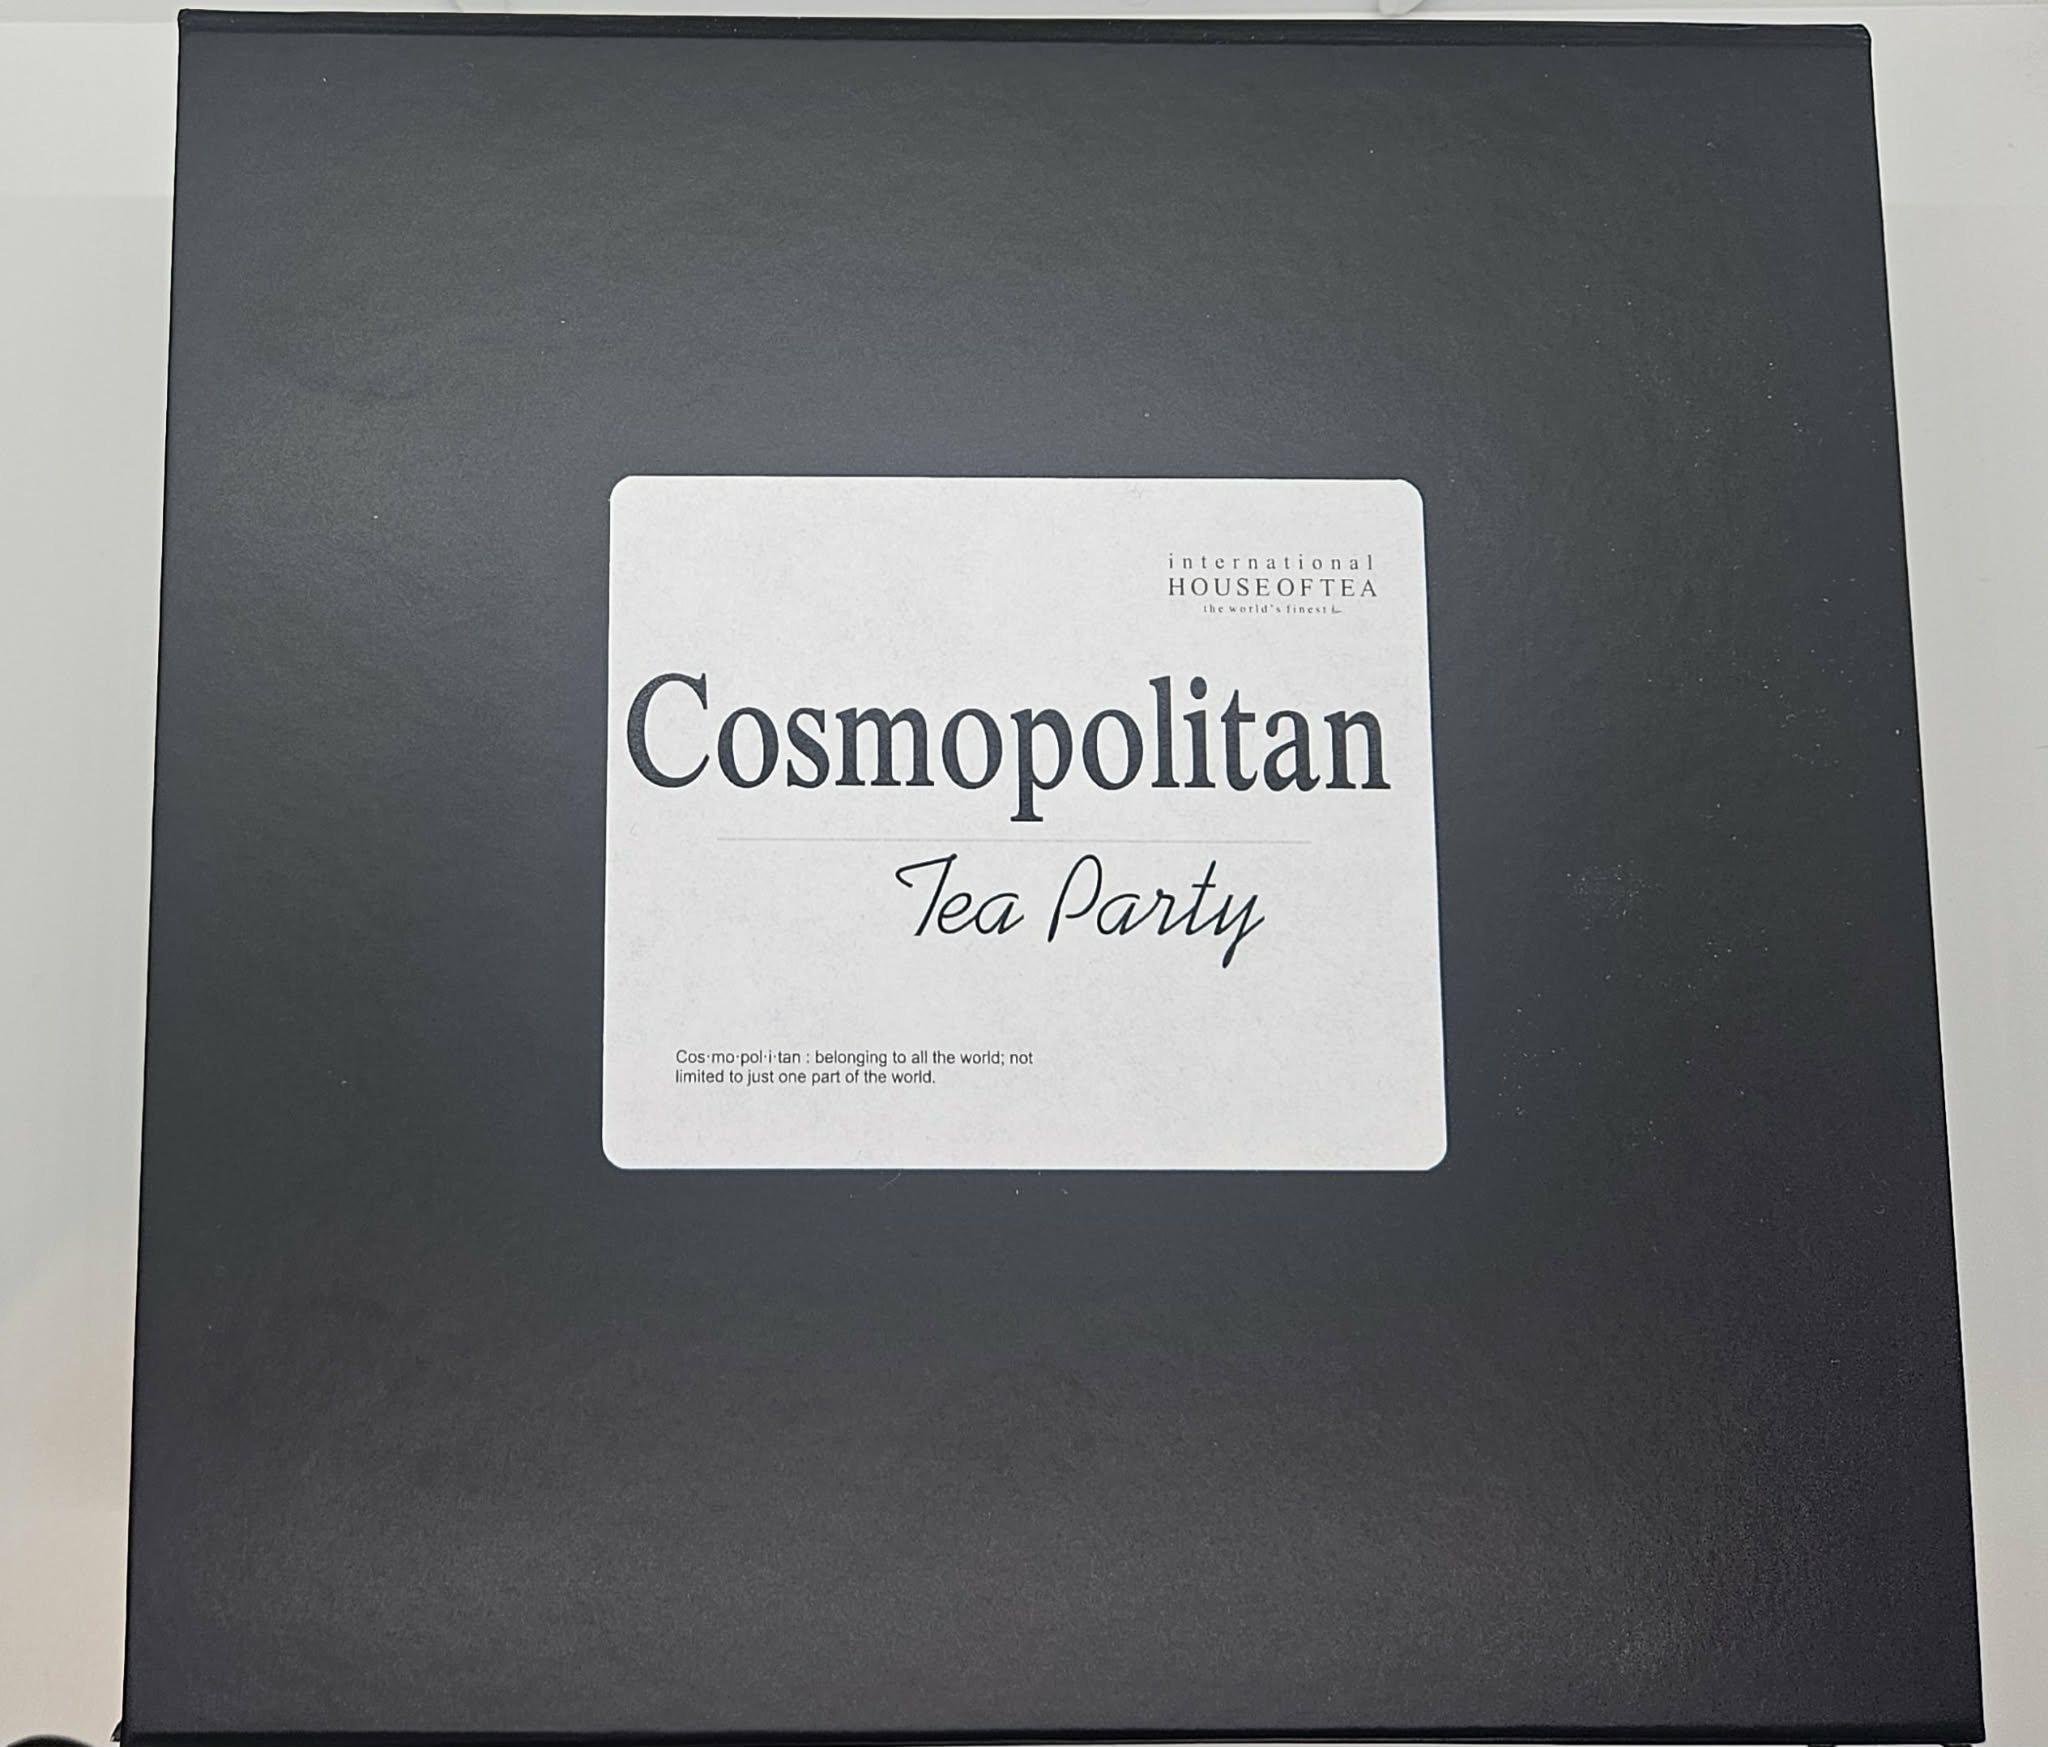 international
HOUSEOFTEA
the world's finest
Cosmopolitan
Tea Party
Cos·mo·pol·i·tan : belonging to all the world; not
limited to just one part of the world.